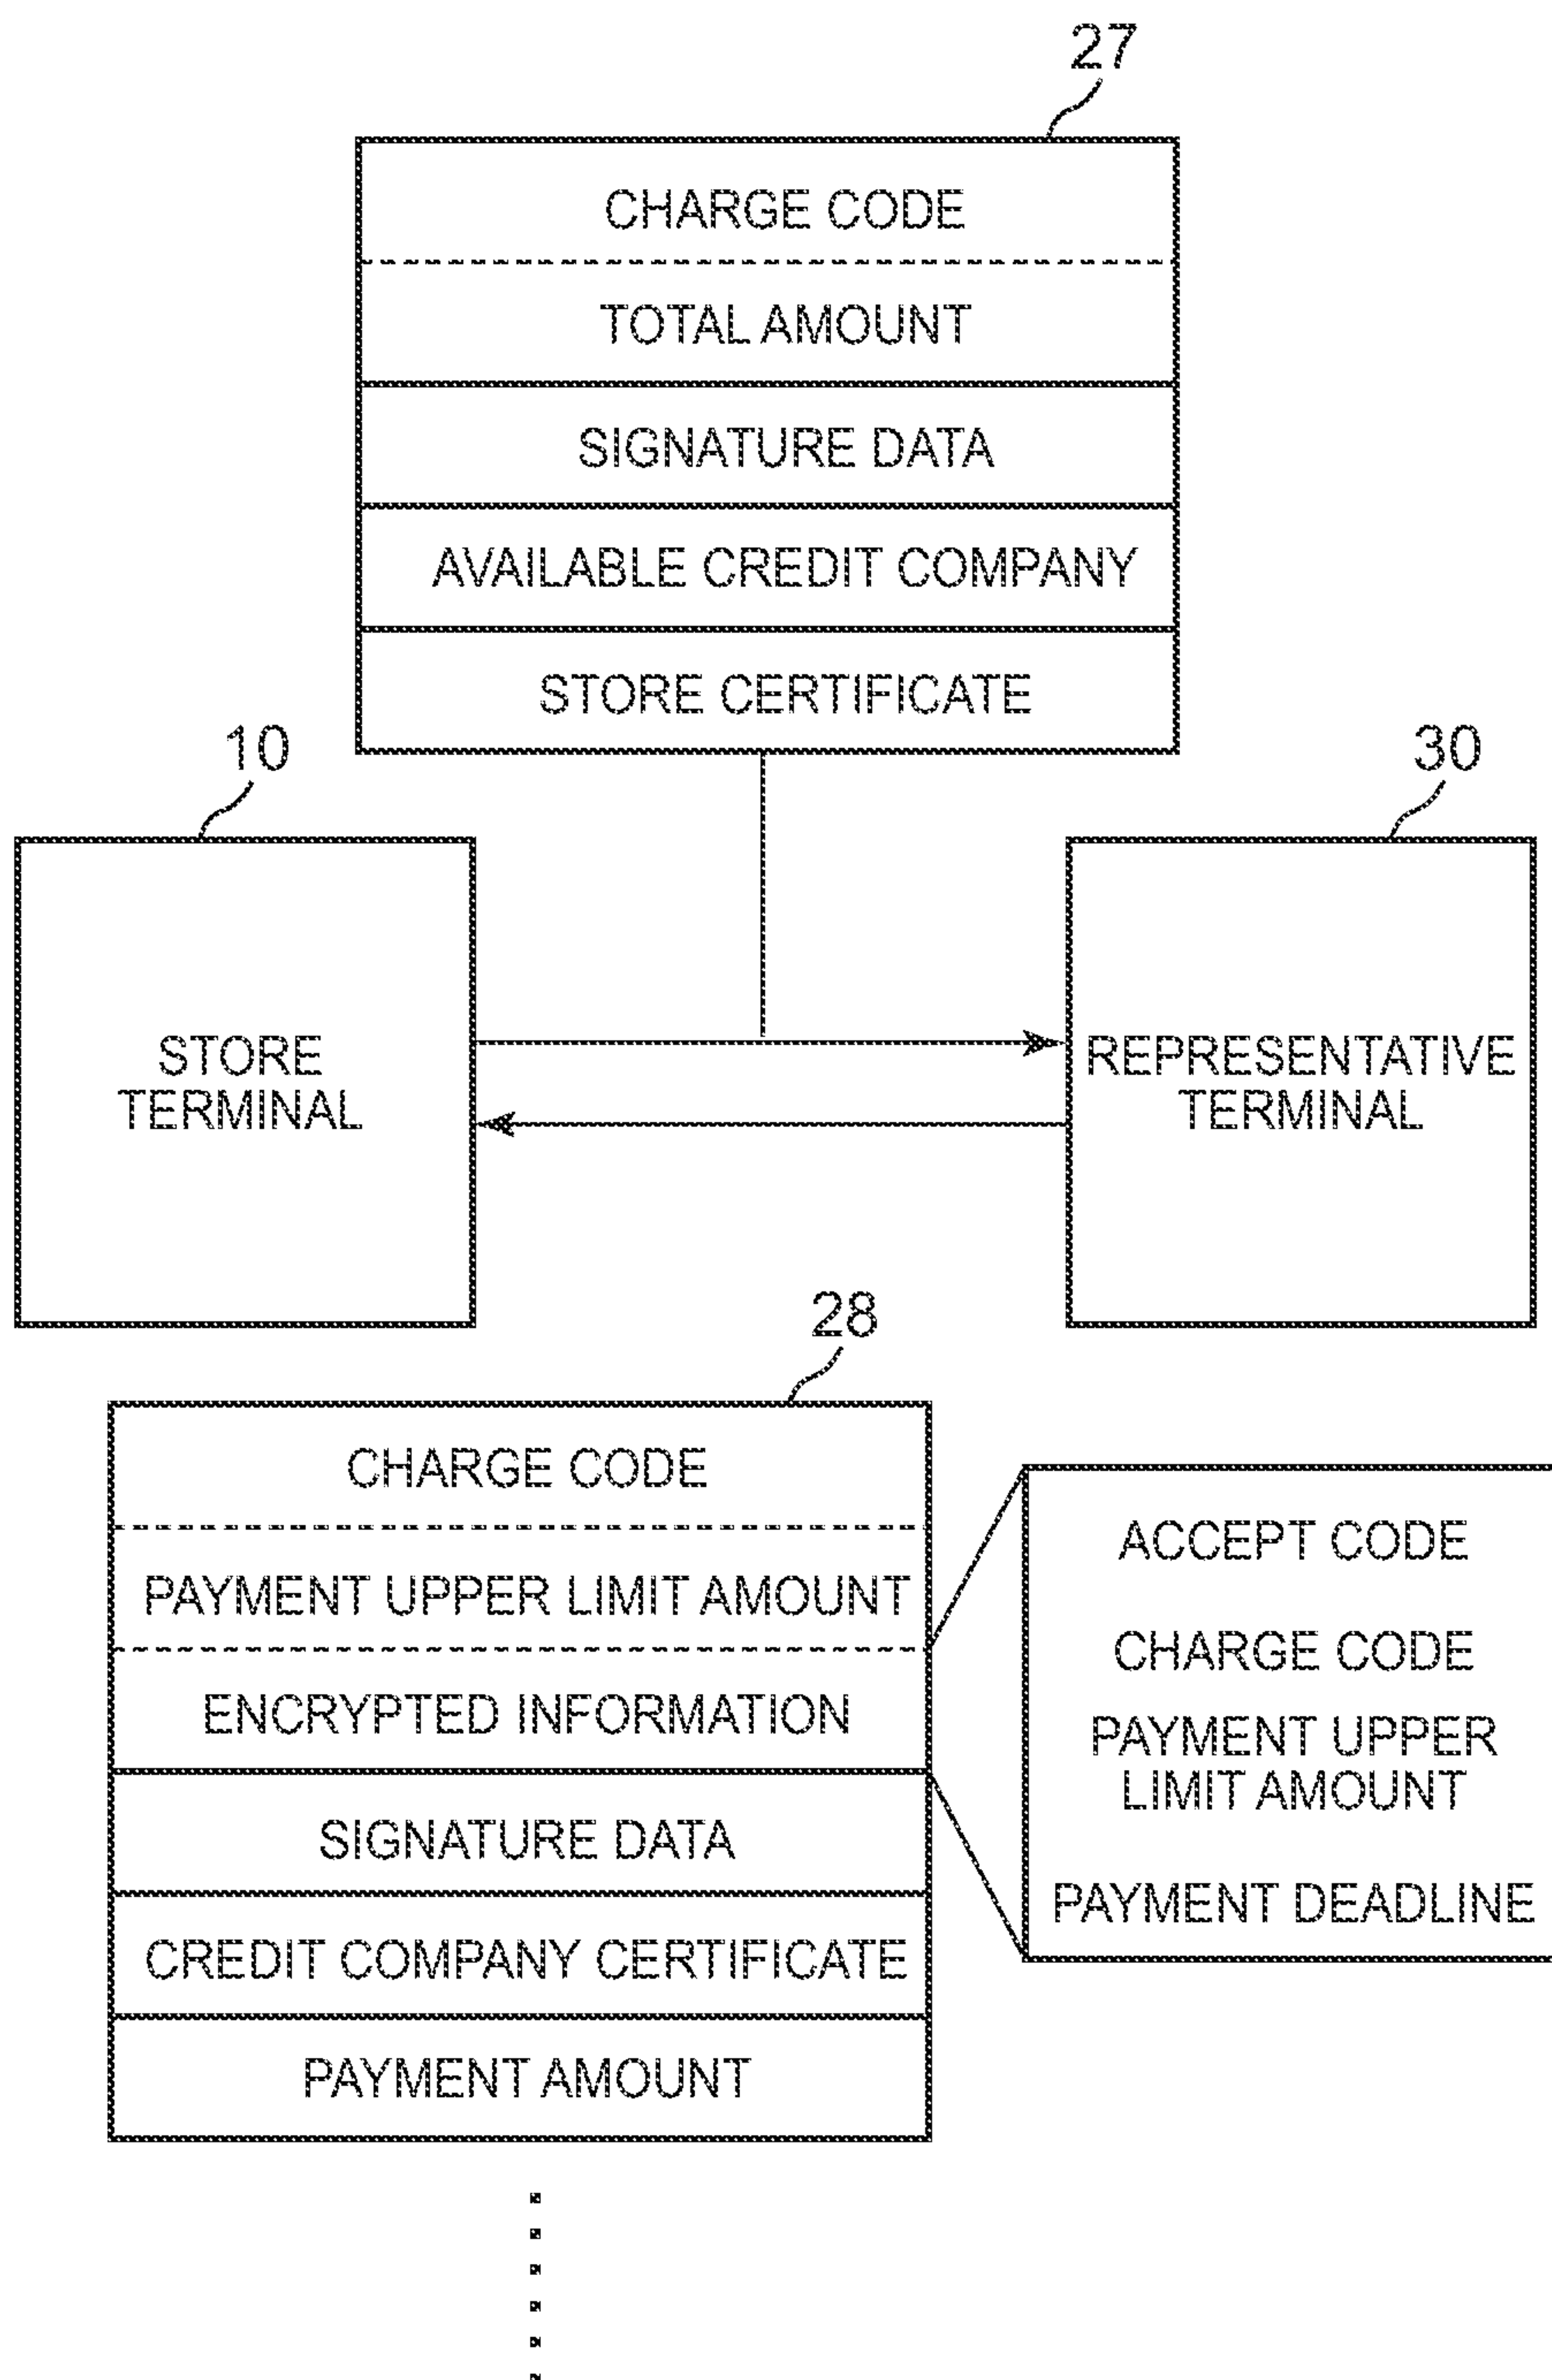 27
CHARGE CODE
TOTAL AMOUNT
SIGNATURE DATA
AVAILABLE CREDIT COMPANY
STORE CERTIFICATE
10
30
STORE
TERMINAL
REPRESENTATIVE
TERMINAL
28
CHARGE CODE
PAYMENT UPPER LIMIT AMOUNT
ENCRYPTED INFORMATION
SIGNATURE DATA
CREDIT COMPANY CERTIFICATE
PAYMENT AMOUNT
ACCEPT CODE
CHARGE CODE
PAYMENT UPPER
LIMIT AMOUNT
PAYMENT DEADLINE